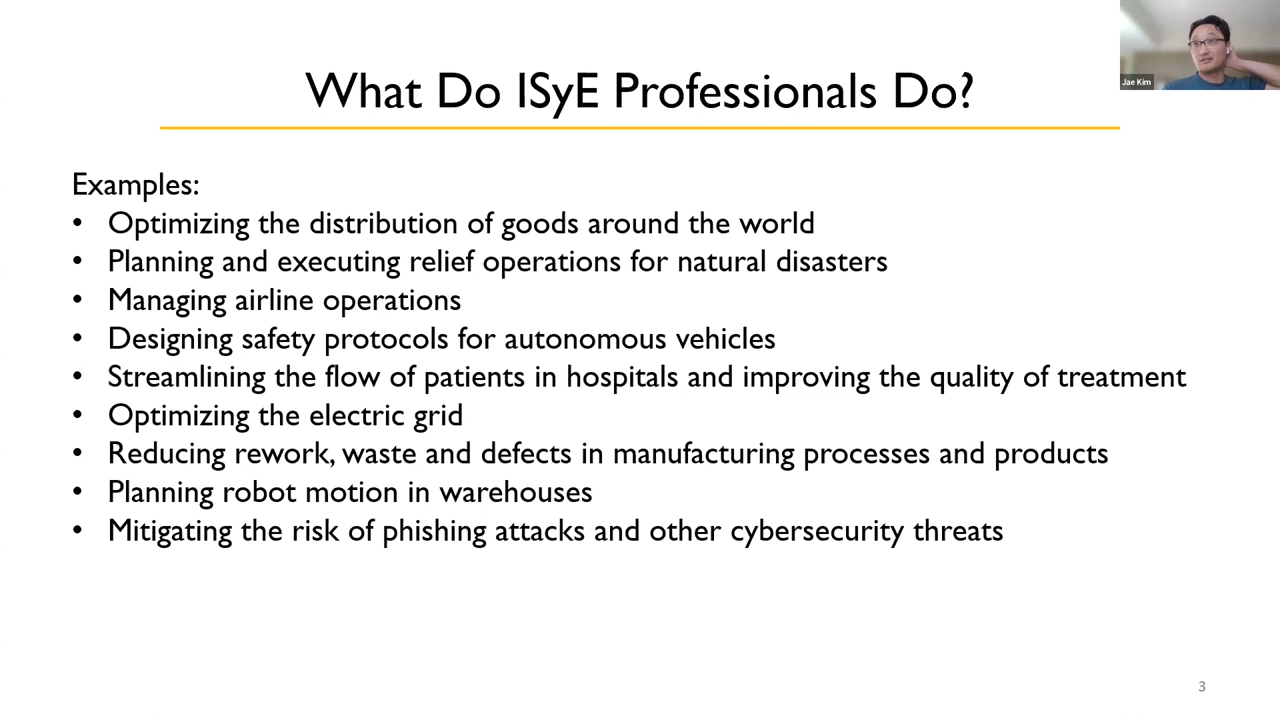 Jae Kim
What Do ISyE Professionals Do?
Examples:
• Optimizing the distribution of goods around the world
• Planning and executing relief operations for natural disasters
• Managing airline operations
• Designing safety protocols for autonomous vehicles
• Streamlining the flow of patients in hospitals and improving the quality of treatment
• Optimizing the electric grid
• Reducing rework, waste and defects in manufacturing processes and products
• Planning robot motion in warehouses
• Mitigating the risk of phishing attacks and other cybersecurity threats
3